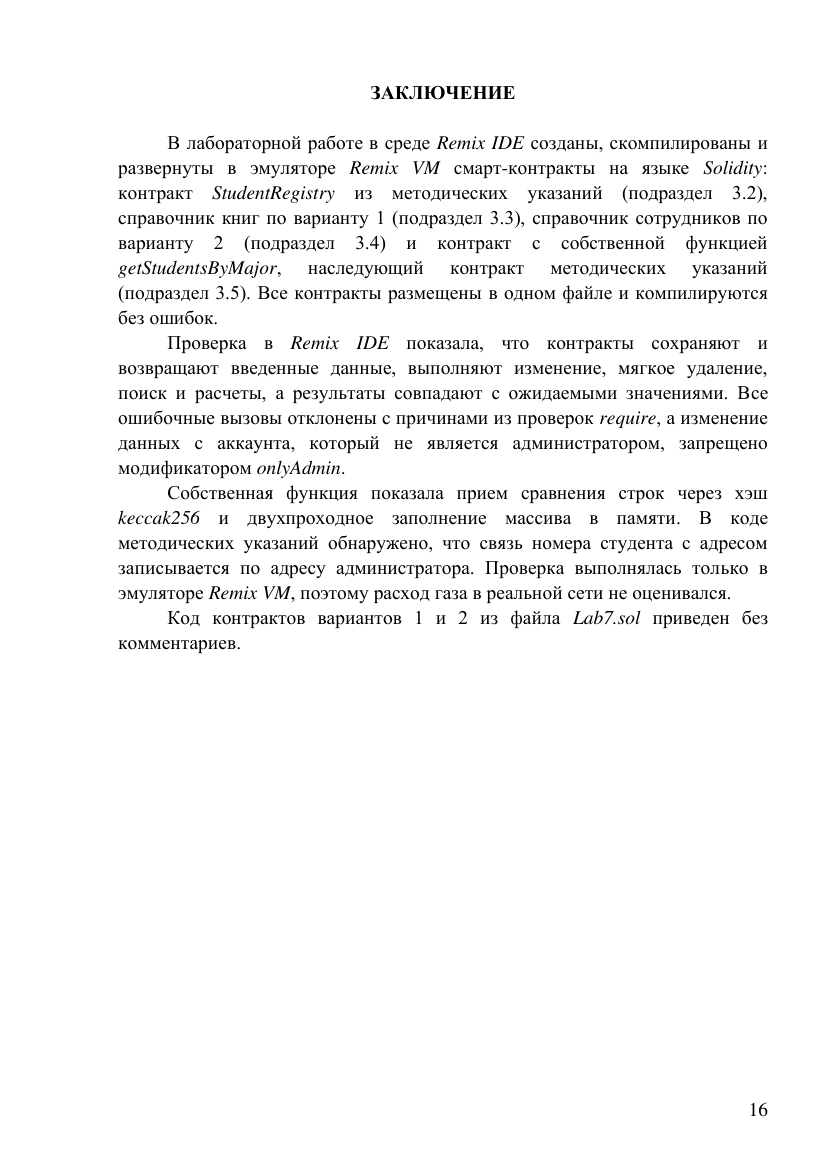 ЗАКЛЮЧЕНИЕ
В лабораторной работе в среде Remix IDE созданы, скомпилированы и
развернуты в эмуляторе Remix VM смарт-контракты на языке Solidity:
контракт StudentRegistry из методических указаний (подраздел 3.2),
справочник книг по варианту 1 (подраздел 3.3), справочник сотрудников по
варианту 2 (подраздел 3.4) и контракт с собственной функцией
getStudentsByMajor, наследующий контракт методических указаний
(подраздел 3.5). Все контракты размещены в одном файле и компилируются
без ошибок.
Проверка в Remix IDE показала, что контракты сохраняют и
возвращают введенные данные, выполняют изменение, мягкое удаление,
поиск и расчеты, а результаты совпадают с ожидаемыми значениями. Все
ошибочные вызовы отклонены с причинами из проверок require, а изменение
данных с аккаунта, который не является администратором, запрещено
модификатором onlyAdmin.
Собственная функция показала прием сравнения строк через хэш
keccak256 и двухпроходное заполнение массива в памяти. В коде
методических указаний обнаружено, что связь номера студента с адресом
записывается по адресу администратора. Проверка выполнялась только в
эмуляторе Remix VM, поэтому расход газа в реальной сети не оценивался.
Код контрактов вариантов 1 и 2 из файла Lab7.sol приведен без
комментариев.
16